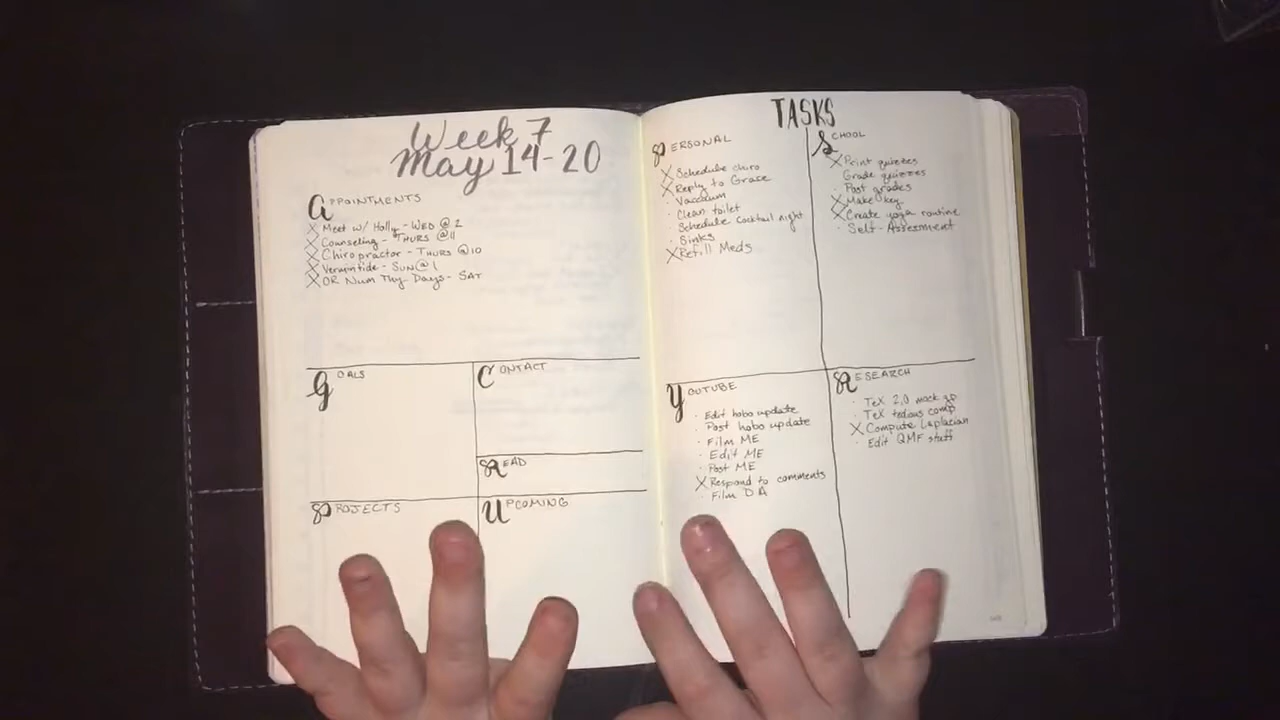 Week 7
May 14-20
APPOINTMENTS
X Meet w/ Holly - WED @ 2
X Counseling - THURS @ 11
X Chiropractor - THURS @ 10
X Vermintide - SUN @ 1
X OR Num Thy Days - SAT
GOALS
CONTACT
READ
PROJECTS
UPCOMING
TASKS
PERSONAL
X Schedule chiro
X Reply to Grace
· Vaccuum
· Clean toilet
· Schedule Cocktail night
· Sinks
X Refill Meds
SCHOOL
X Print quizzes
Grade quizzes
· Post grades
X Make key
X Create yoga routine
· Self-Assessment
YOUTUBE
· Edit hobo update
· Post hobo update
· Film ME
· Edit ME
· Post ME
X Respond to comments
· Film DA
RESEARCH
· TeX 2.0 mock up
· TeX tedious comp
X Compute Laplacian
· Edit QMF stuff